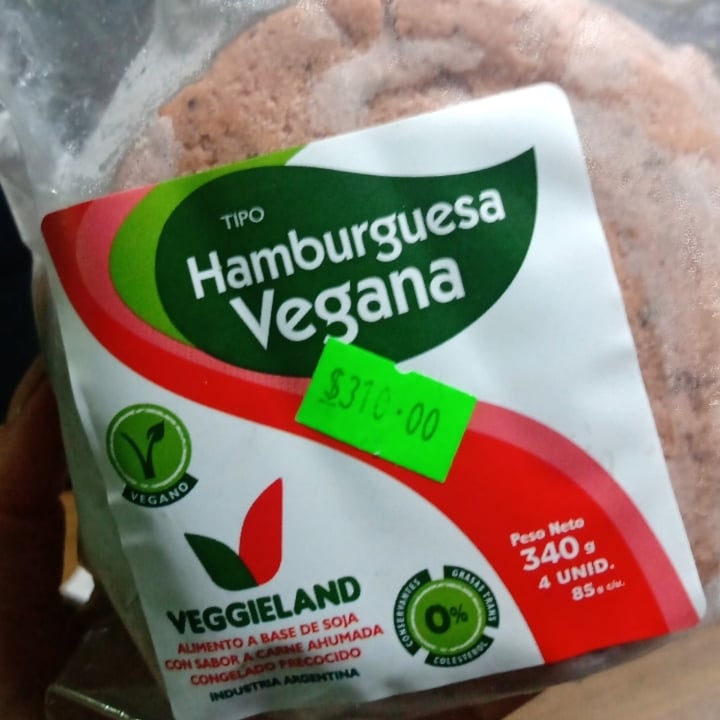 TIPO
Hamburguesa
Vegana
$310.00
VEGANO
Peso Neto
340 g
4 UNID.
85 g c/u.
VEGGIELAND
ALIMENTO A BASE DE SOJA
CON SABOR A CARNE AHUMADA
CONGELADO PRECOCIDO
INDUSTRIA ARGENTINA
CONSERVANTES
GRASAS TRANS
0%
COLESTEROL